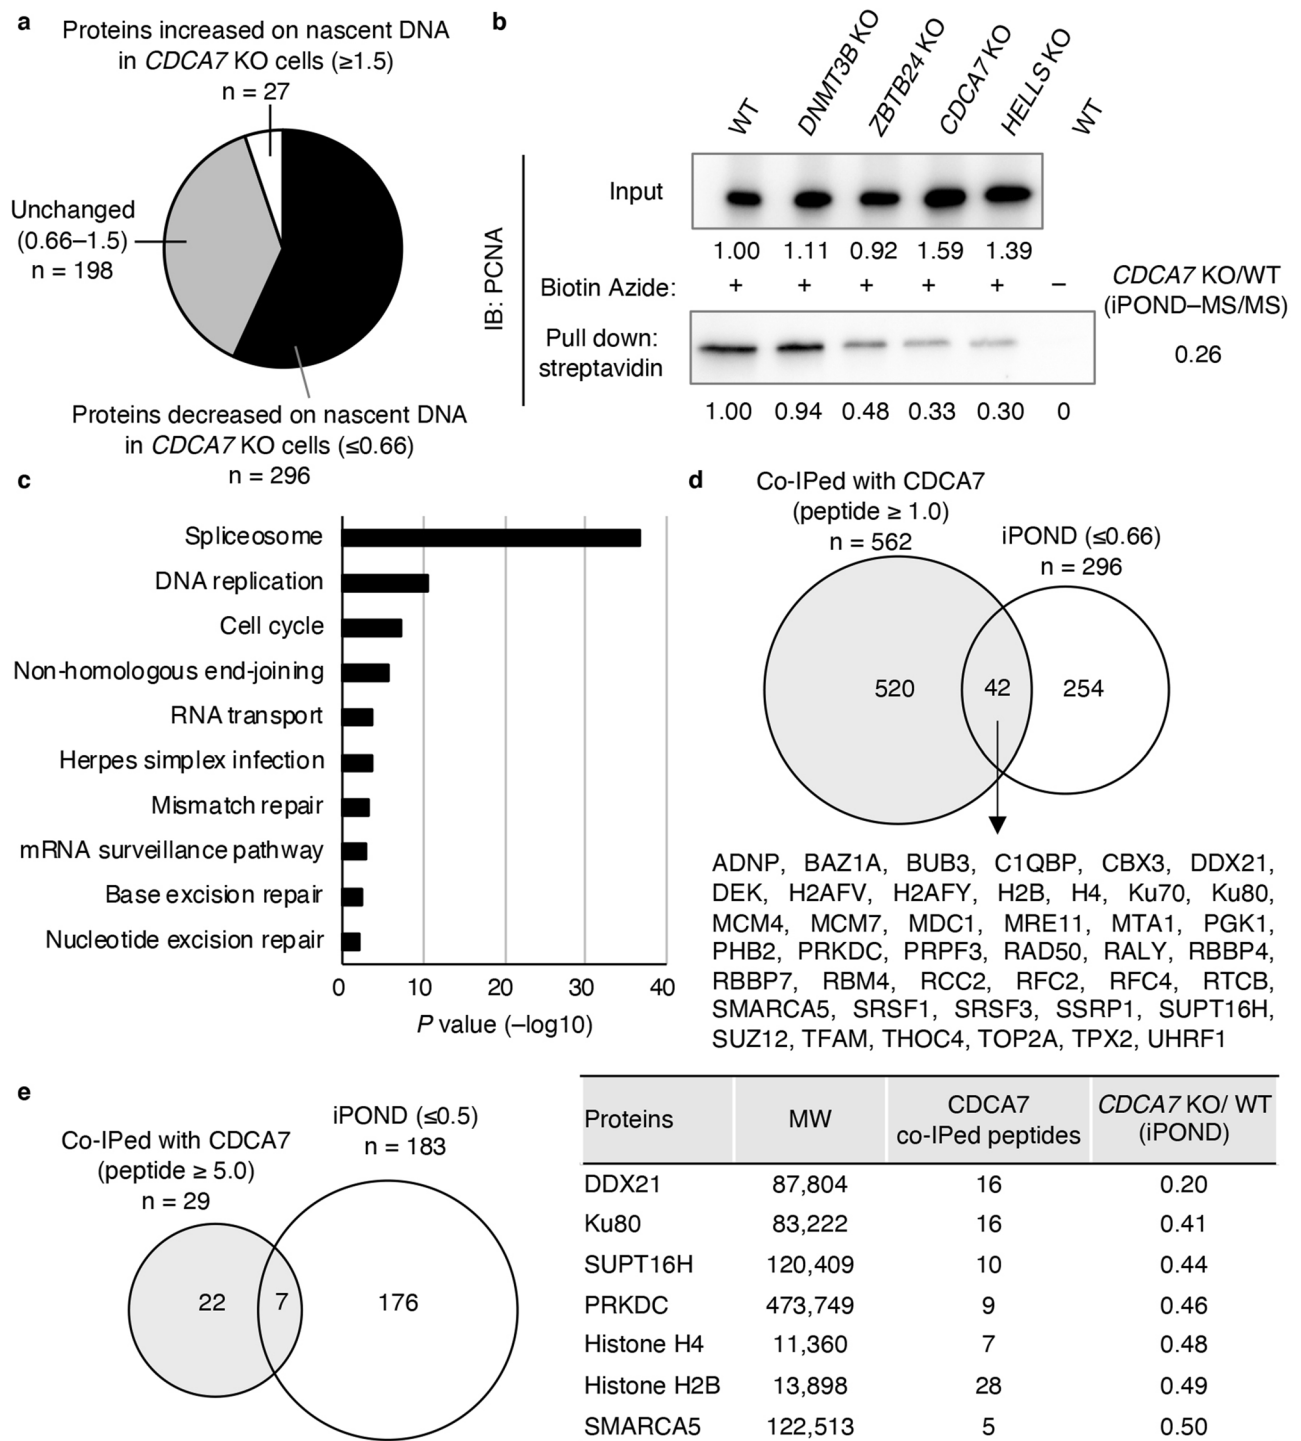 a
Proteins increased on nascent DNA
in CDCA7 KO cells (≥1.5)
n = 27
Unchanged
(0.66–1.5)
n = 198
Proteins decreased on nascent DNA
in CDCA7 KO cells (≤0.66)
n = 296
b
WT
DNMT3B KO
ZBTB24 KO
CDCA7 KO
HELLS KO
WT
IB: PCNA
Input
1.00 1.11 0.92 1.59 1.39
Biotin Azide: + + + + + –
Pull down:
streptavidin
1.00 0.94 0.48 0.33 0.30 0
CDCA7 KO/WT
(iPOND–MS/MS)
0.26
c
Spliceosome
DNA replication
Cell cycle
Non-homologous end-joining
RNA transport
Herpes simplex infection
Mismatch repair
mRNA surveillance pathway
Base excision repair
Nucleotide excision repair
0 10 20 30 40
P value (–log10)
d
Co-IPed with CDCA7
(peptide ≥ 1.0)
n = 562
iPOND (≤0.66)
n = 296
520 42 254
ADNP, BAZ1A, BUB3, C1QBP, CBX3, DDX21,
DEK, H2AFV, H2AFY, H2B, H4, Ku70, Ku80,
MCM4, MCM7, MDC1, MRE11, MTA1, PGK1,
PHB2, PRKDC, PRPF3, RAD50, RALY, RBBP4,
RBBP7, RBM4, RCC2, RFC2, RFC4, RTCB,
SMARCA5, SRSF1, SRSF3, SSRP1, SUPT16H,
SUZ12, TFAM, THOC4, TOP2A, TPX2, UHRF1
e
Co-IPed with CDCA7
(peptide ≥ 5.0)
n = 29
iPOND (≤0.5)
n = 183
22 7 176
Proteins MW CDCA7 co-IPed peptides CDCA7 KO/ WT (iPOND)
DDX21 87,804 16 0.20
Ku80 83,222 16 0.41
SUPT16H 120,409 10 0.44
PRKDC 473,749 9 0.46
Histone H4 11,360 7 0.48
Histone H2B 13,898 28 0.49
SMARCA5 122,513 5 0.50